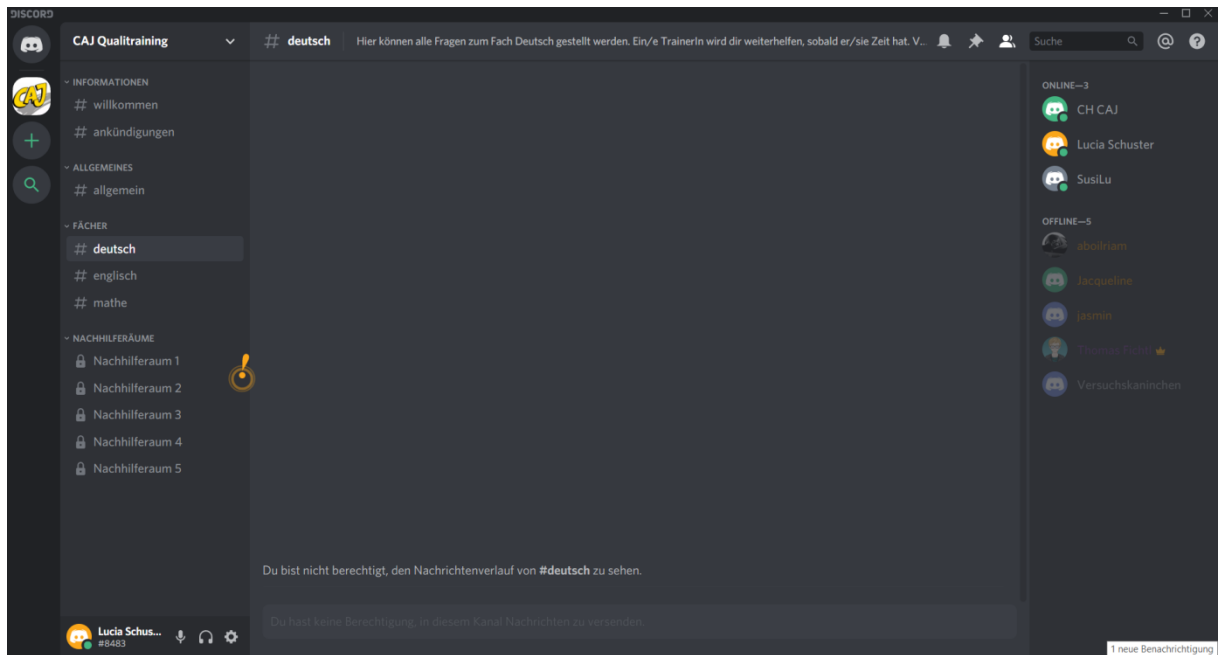 DISCORD
CAJ Qualitraining
INFORMATIONEN
# willkommen
# ankündigungen
ALLGEMEINES
# allgemein
FÄCHER
# deutsch
# englisch
# mathe
NACHHILFERÄUME
Nachhilferaum 1
Nachhilferaum 2
Nachhilferaum 3
Nachhilferaum 4
Nachhilferaum 5
Lucia Schus...
#8483
CAJ
# deutsch
Hier können alle Fragen zum Fach Deutsch gestellt werden. Ein/e TrainerIn wird dir weiterhelfen, sobald er/sie Zeit hat. V...
Suche
Du bist nicht berechtigt, den Nachrichtenverlauf von #deutsch zu sehen.
Du hast keine Berechtigung, in diesem Kanal Nachrichten zu versenden.
ONLINE—3
CH CAJ
Lucia Schuster
SusiLu
OFFLINE—5
aboilriam
Jacqueline
jasmin
Thomas
Versuchskaninchen
1 neue Benachrichtigung